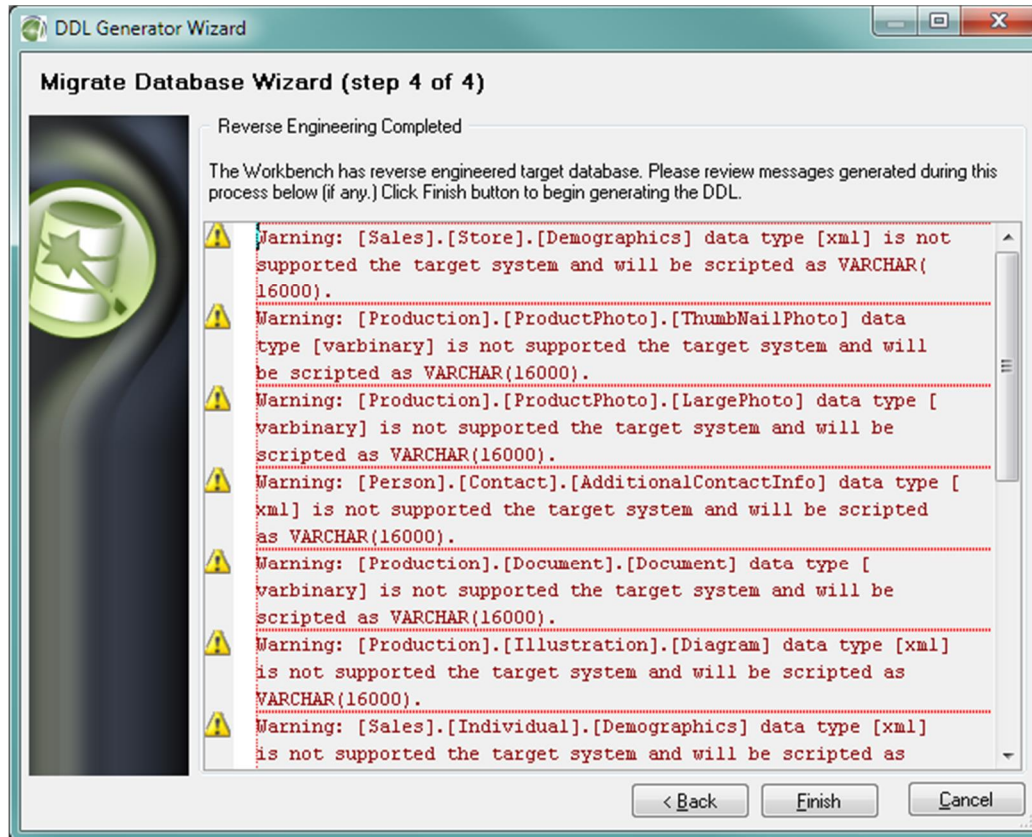 DDL Generator Wizard
Migrate Database Wizard (step 4 of 4)
Reverse Engineering Completed
The Workbench has reverse engineered target database. Please review messages generated during this
process below (if any.) Click Finish button to begin generating the DDL.
Warning: [Sales].[Store].[Demographics] data type [xml] is not
supported the target system and will be scripted as VARCHAR(
16000).
Warning: [Production].[ProductPhoto].[ThumbNailPhoto] data
type [varbinary] is not supported the target system and will
be scripted as VARCHAR(16000).
Warning: [Production].[ProductPhoto].[LargePhoto] data type [
varbinary] is not supported the target system and will be
scripted as VARCHAR(16000).
Warning: [Person].[Contact].[AdditionalContactInfo] data type [
xml] is not supported the target system and will be scripted
as VARCHAR(16000).
Warning: [Production].[Document].[Document] data type [
varbinary] is not supported the target system and will be
scripted as VARCHAR(16000).
Warning: [Production].[Illustration].[Diagram] data type [xml]
is not supported the target system and will be scripted as
VARCHAR(16000).
Warning: [Sales].[Individual].[Demographics] data type [xml]
is not supported the target system and will be scripted as
< Back Finish Cancel